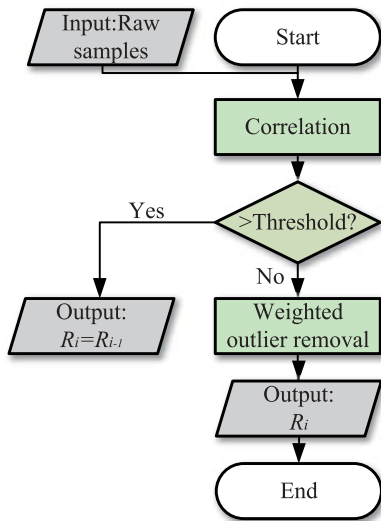 Input:Raw
samples
Start
Correlation
>Threshold?
Yes
No
Output:
Ri=Ri-1
Weighted
outlier removal
Output:
Ri
End